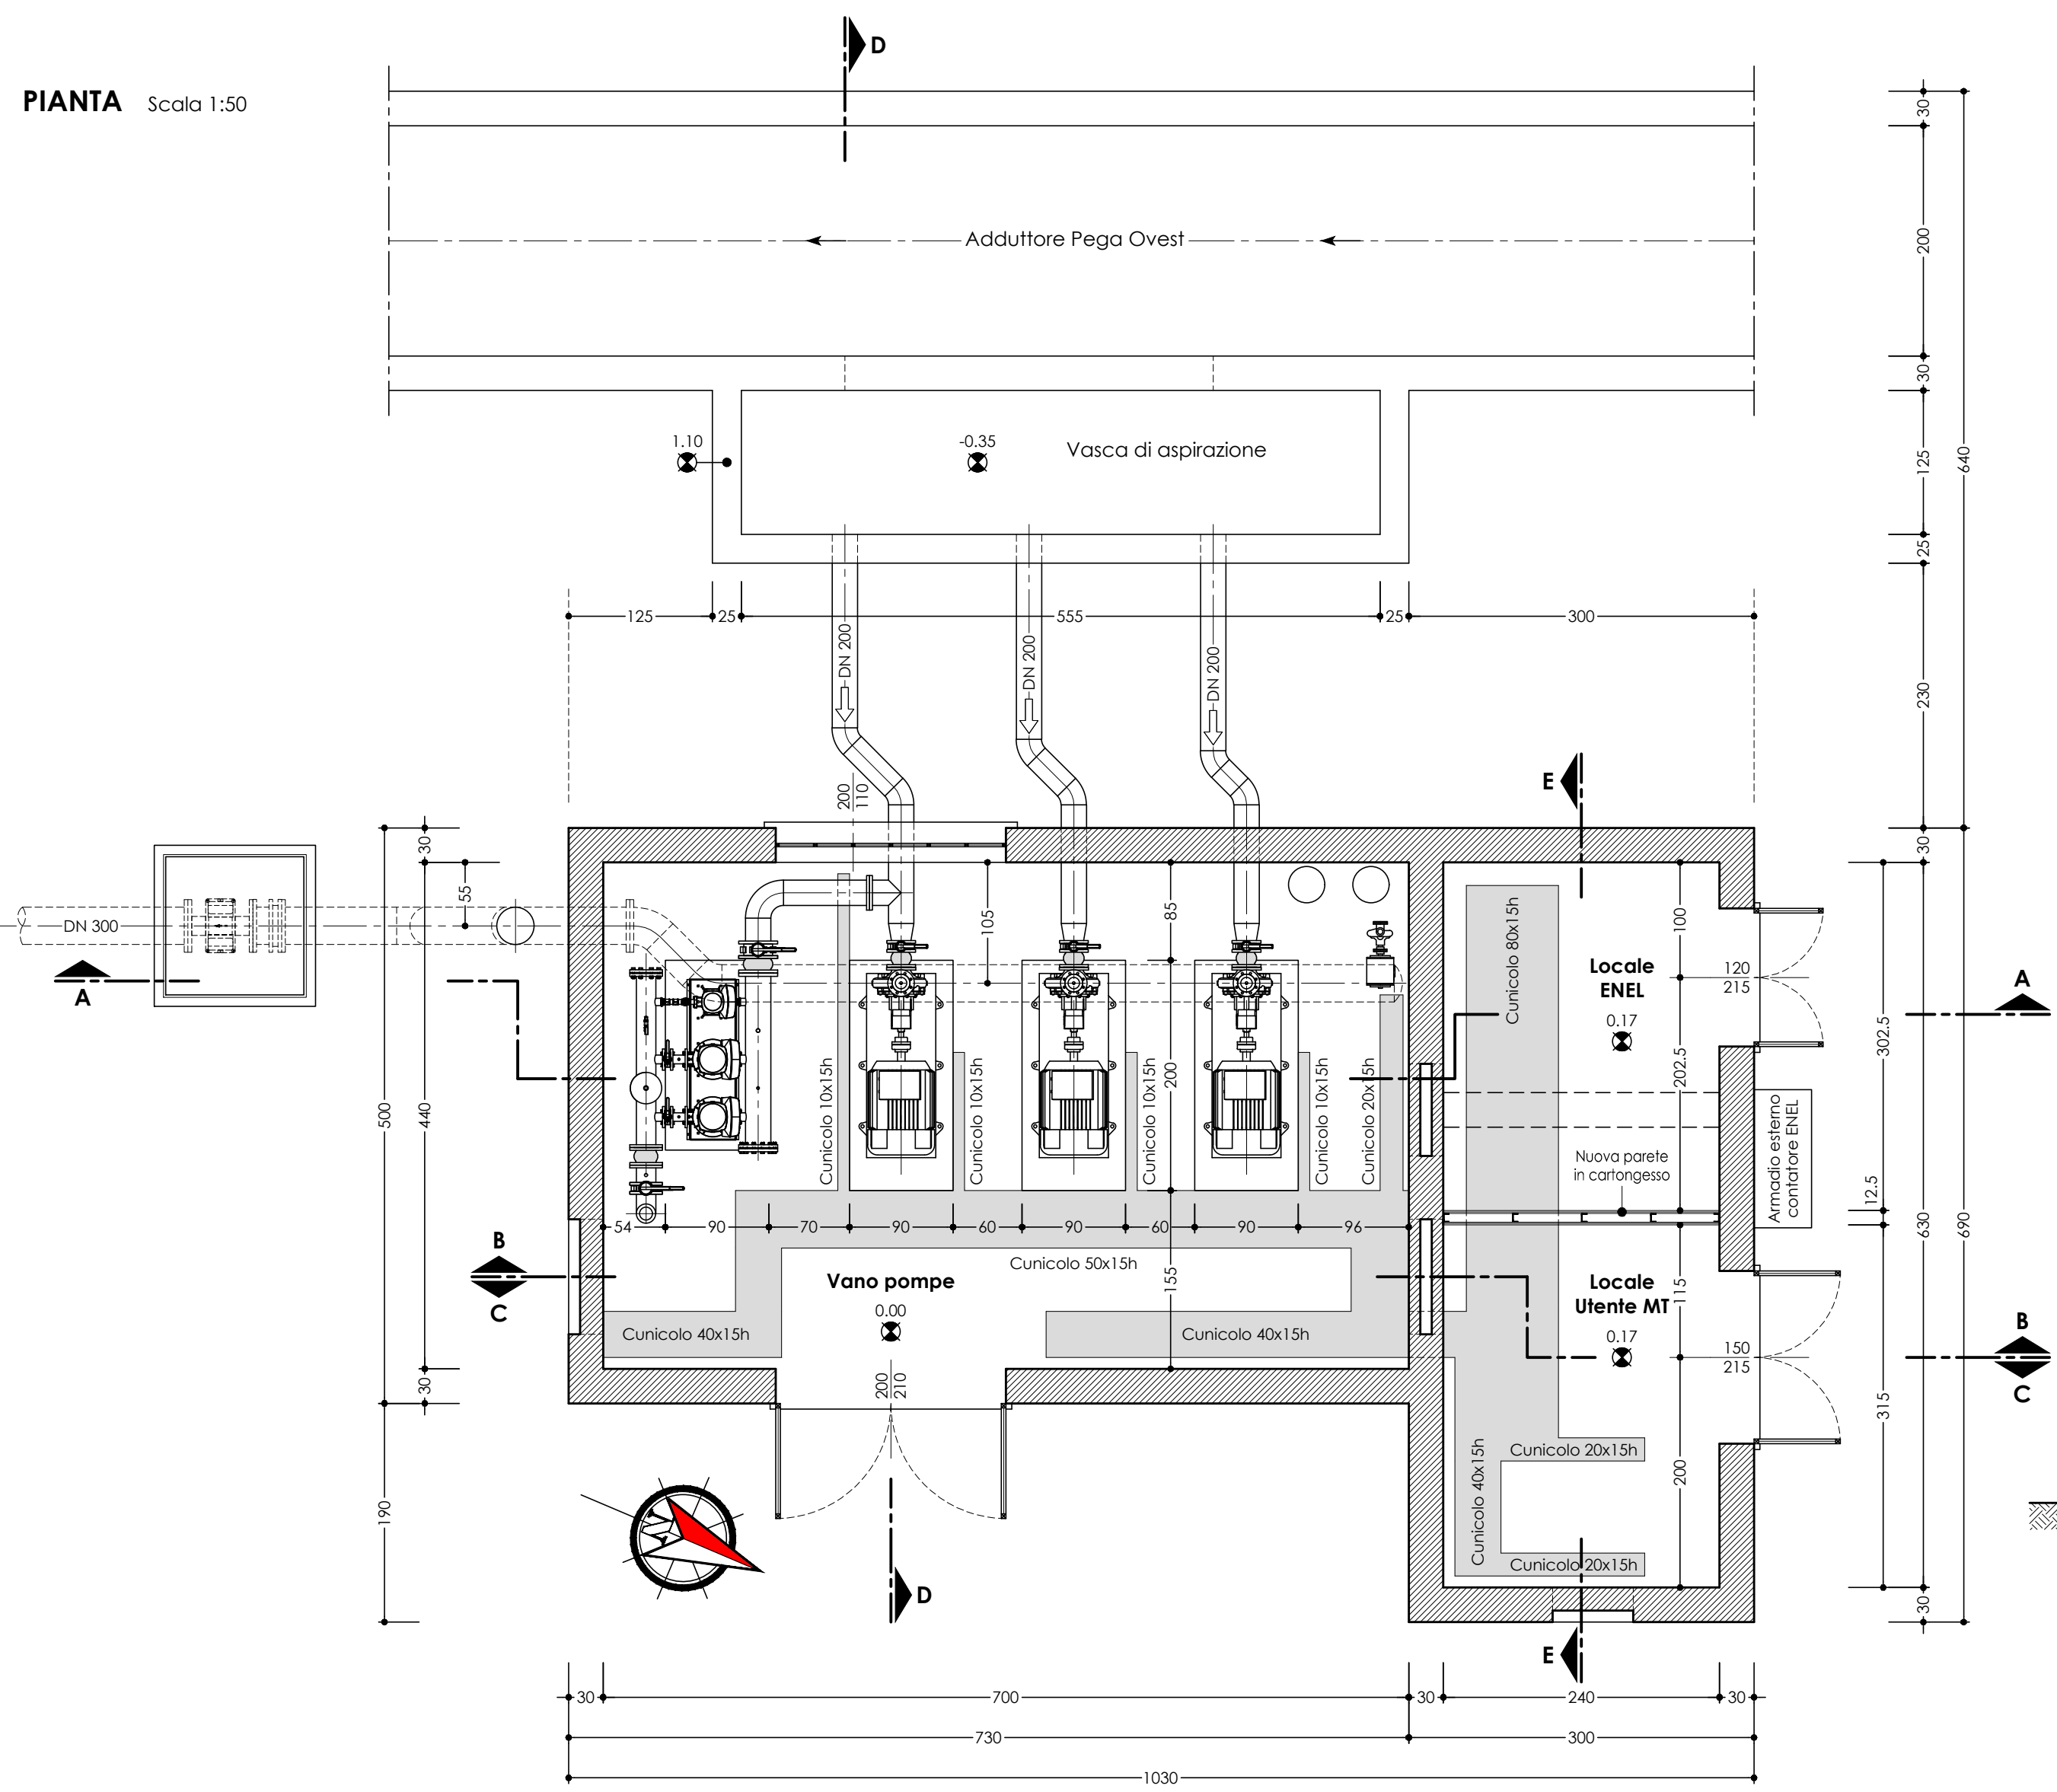 D
PIANTA Scala 1:50
30
Adduttore Pega Ovest
200
30
1.10
-0.35
Vasca di aspirazione
125
640
25
125
25
555
25
300
DN 200
DN 200
DN 200
230
E
200
110
30
30
55
DN 300
A
105
85
100
Cunicolo 80x15h
Locale
ENEL
0.17
120
215
A
302.5
500
440
Cunicolo 10x15h
Cunicolo 10x15h
Cunicolo 10x15h
200
Cunicolo 10x15h
Cunicolo 20x15h
202.5
Nuova parete
in cartongesso
Armadio esterno
contatore ENEL
12.5
630
690
54
90
70
90
60
90
60
90
96
B
C
Cunicolo 50x15h
Vano pompe
0.00
155
Locale
Utente MT
115
0.17
150
215
B
C
Cunicolo 40x15h
Cunicolo 40x15h
30
200
210
315
190
N
Cunicolo 40x15h
Cunicolo 20x15h
200
Cunicolo 20x15h
D
30
E
30
700
30
240
30
730
300
1030